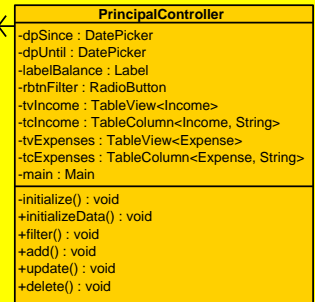 PrincipalController
-dpSince : DatePicker
-dpUntil : DatePicker
-labelBalance : Label
-rbtnFilter : RadioButton
-tvIncome : TableView<Income>
-tcIncome : TableColumn<Income, String>
-tvExpenses : TableView<Expense>
-tcExpenses : TableColumn<Expense, String>
-main : Main
-initialize() : void
+initializeData() : void
+filter() : void
+add() : void
+update() : void
+delete() : void